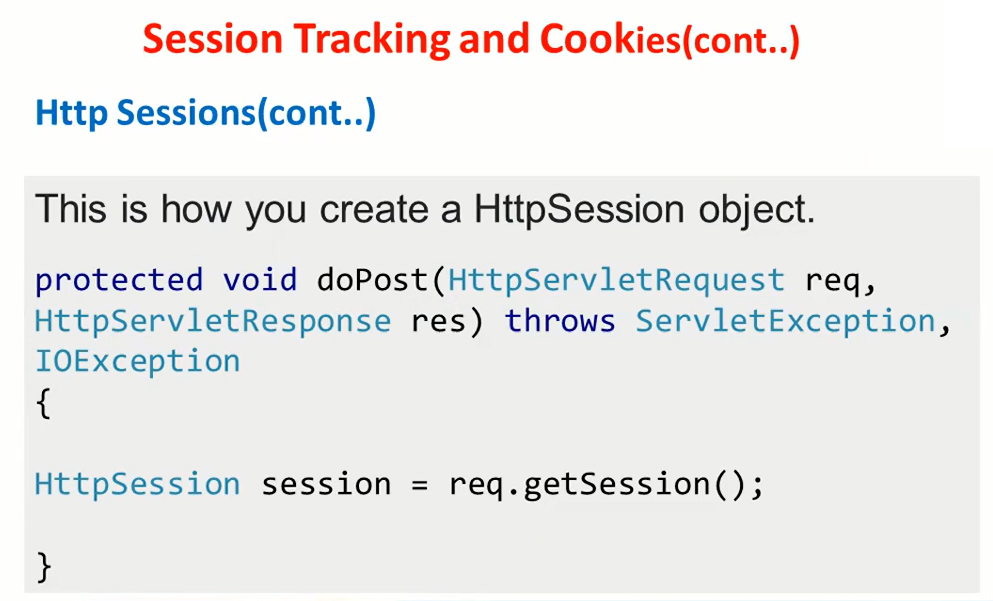 Session Tracking and Cookies(cont..)
Http Sessions(cont..)
This is how you create a HttpSession object.
protected void doPost(HttpServletRequest req,
HttpServletResponse res) throws ServletException,
IOException
{
HttpSession session = req.getSession();
}